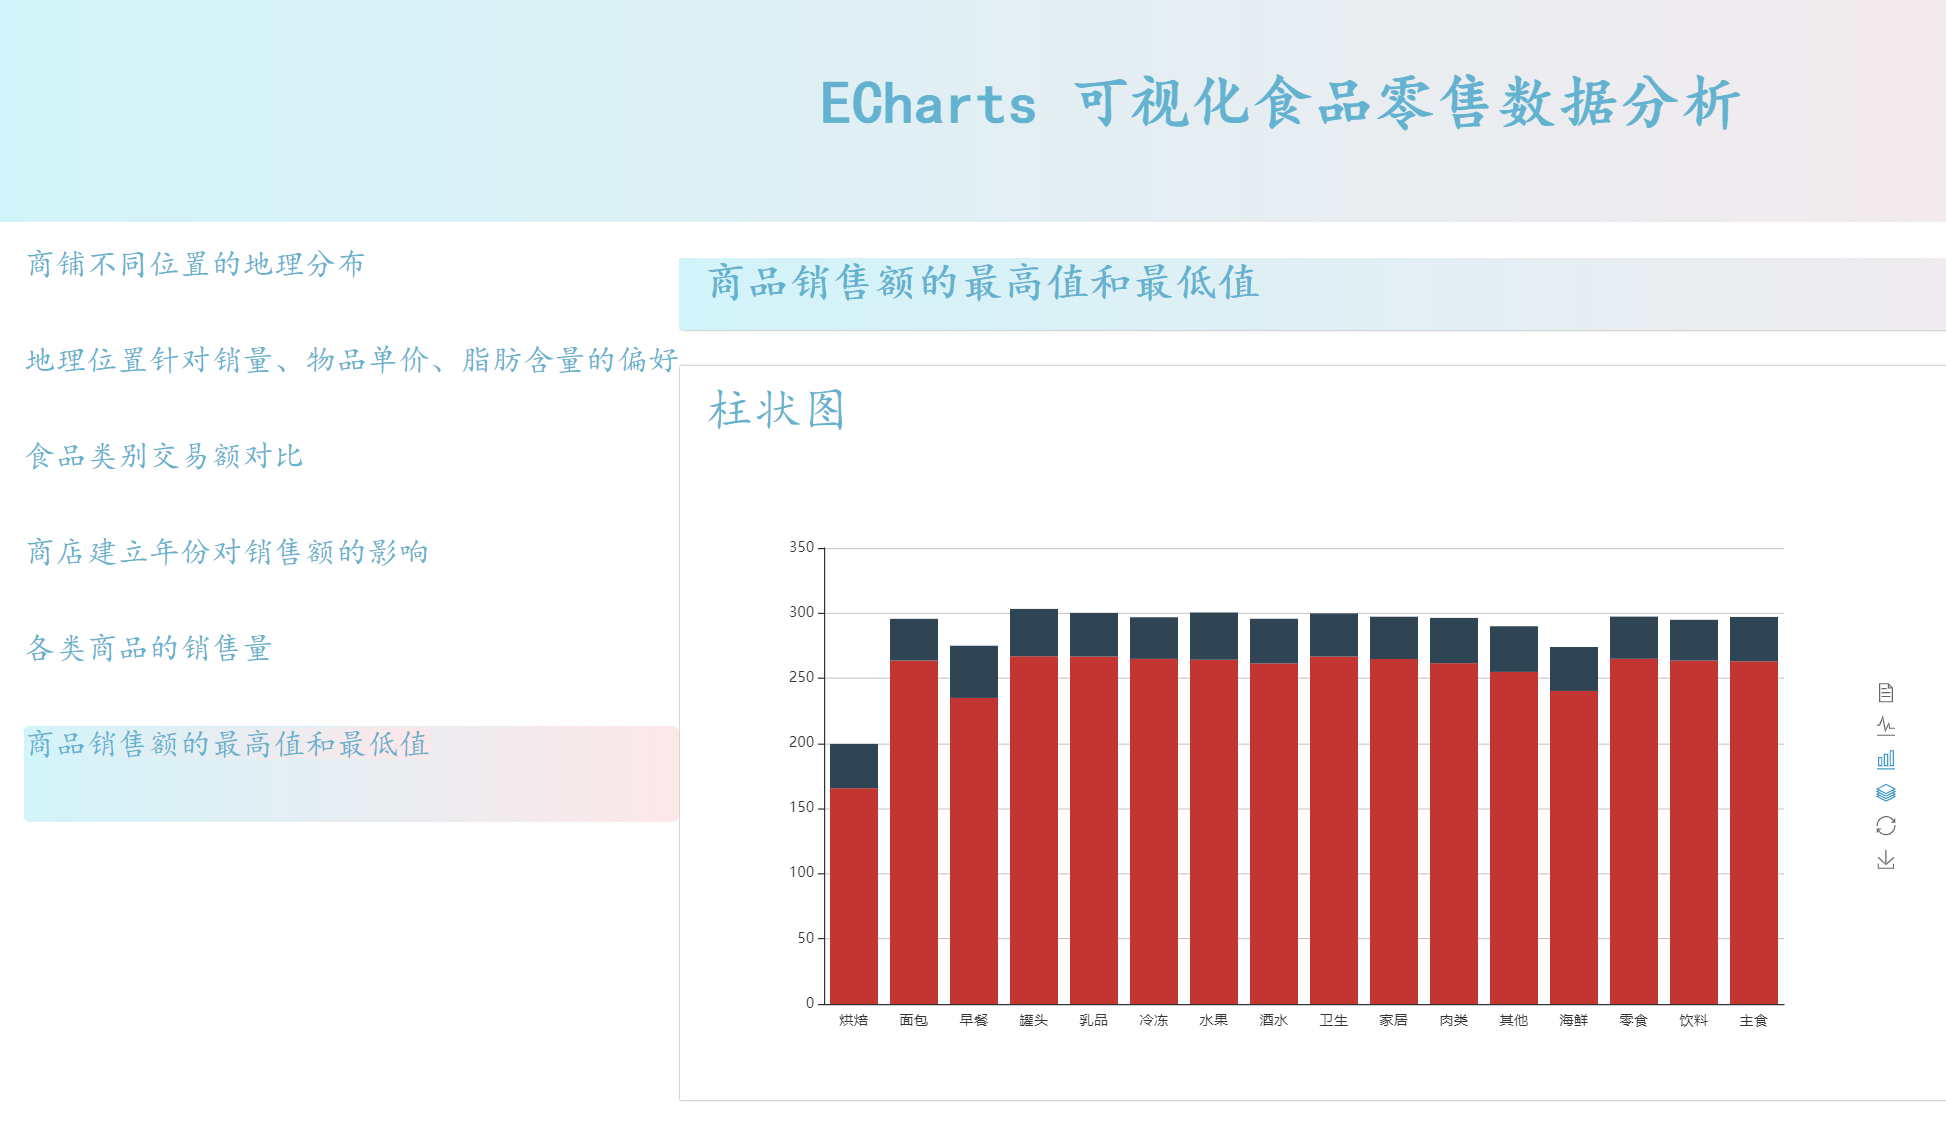 ECharts 可视化食品零售数据分析
商铺不同位置的地理分布
地理位置针对销量、物品单价、脂肪含量的偏好
食品类别交易额对比
商店建立年份对销售额的影响
各类商品的销售量
商品销售额的最高值和最低值
商品销售额的最高值和最低值
柱状图
350
300
250
200
150
100
50
0
烘焙 面包 早餐 罐头 乳品 冷冻 水果 酒水 卫生 家居 肉类 其他 海鲜 零食 饮料 主食